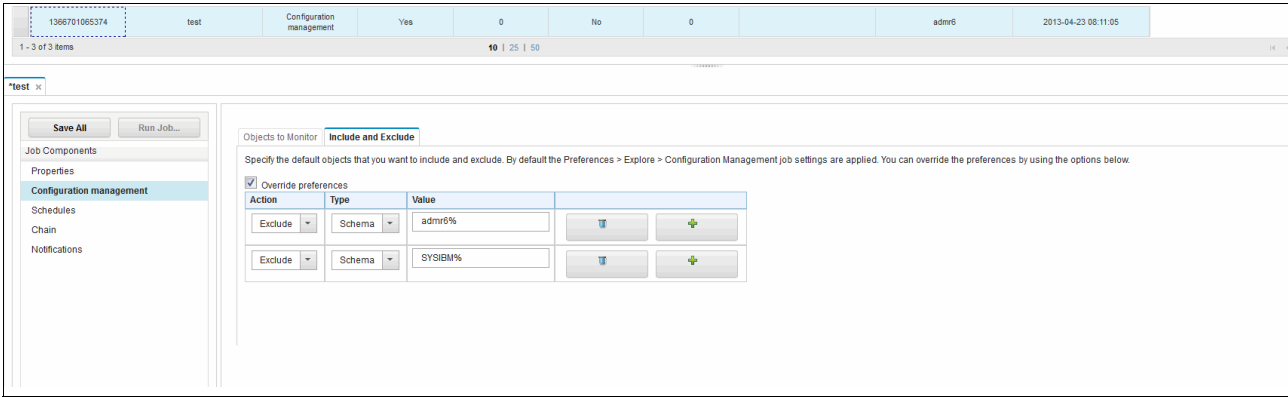 1366701065374 test Configuration management Yes 0 No 0 admr6 2013-04-23 08:11:05
1 - 3 of 3 items 10 | 25 | 50
*test ×
Save All Run Job...
Job Components
Properties
Configuration management
Schedules
Chain
Notifications
Objects to Monitor Include and Exclude
Specify the default objects that you want to include and exclude. By default the Preferences > Explore > Configuration Management job settings are applied. You can override the preferences by using the options below.
Override preferences
Action Type Value
Exclude Schema admr6%
Exclude Schema SYSIBM%